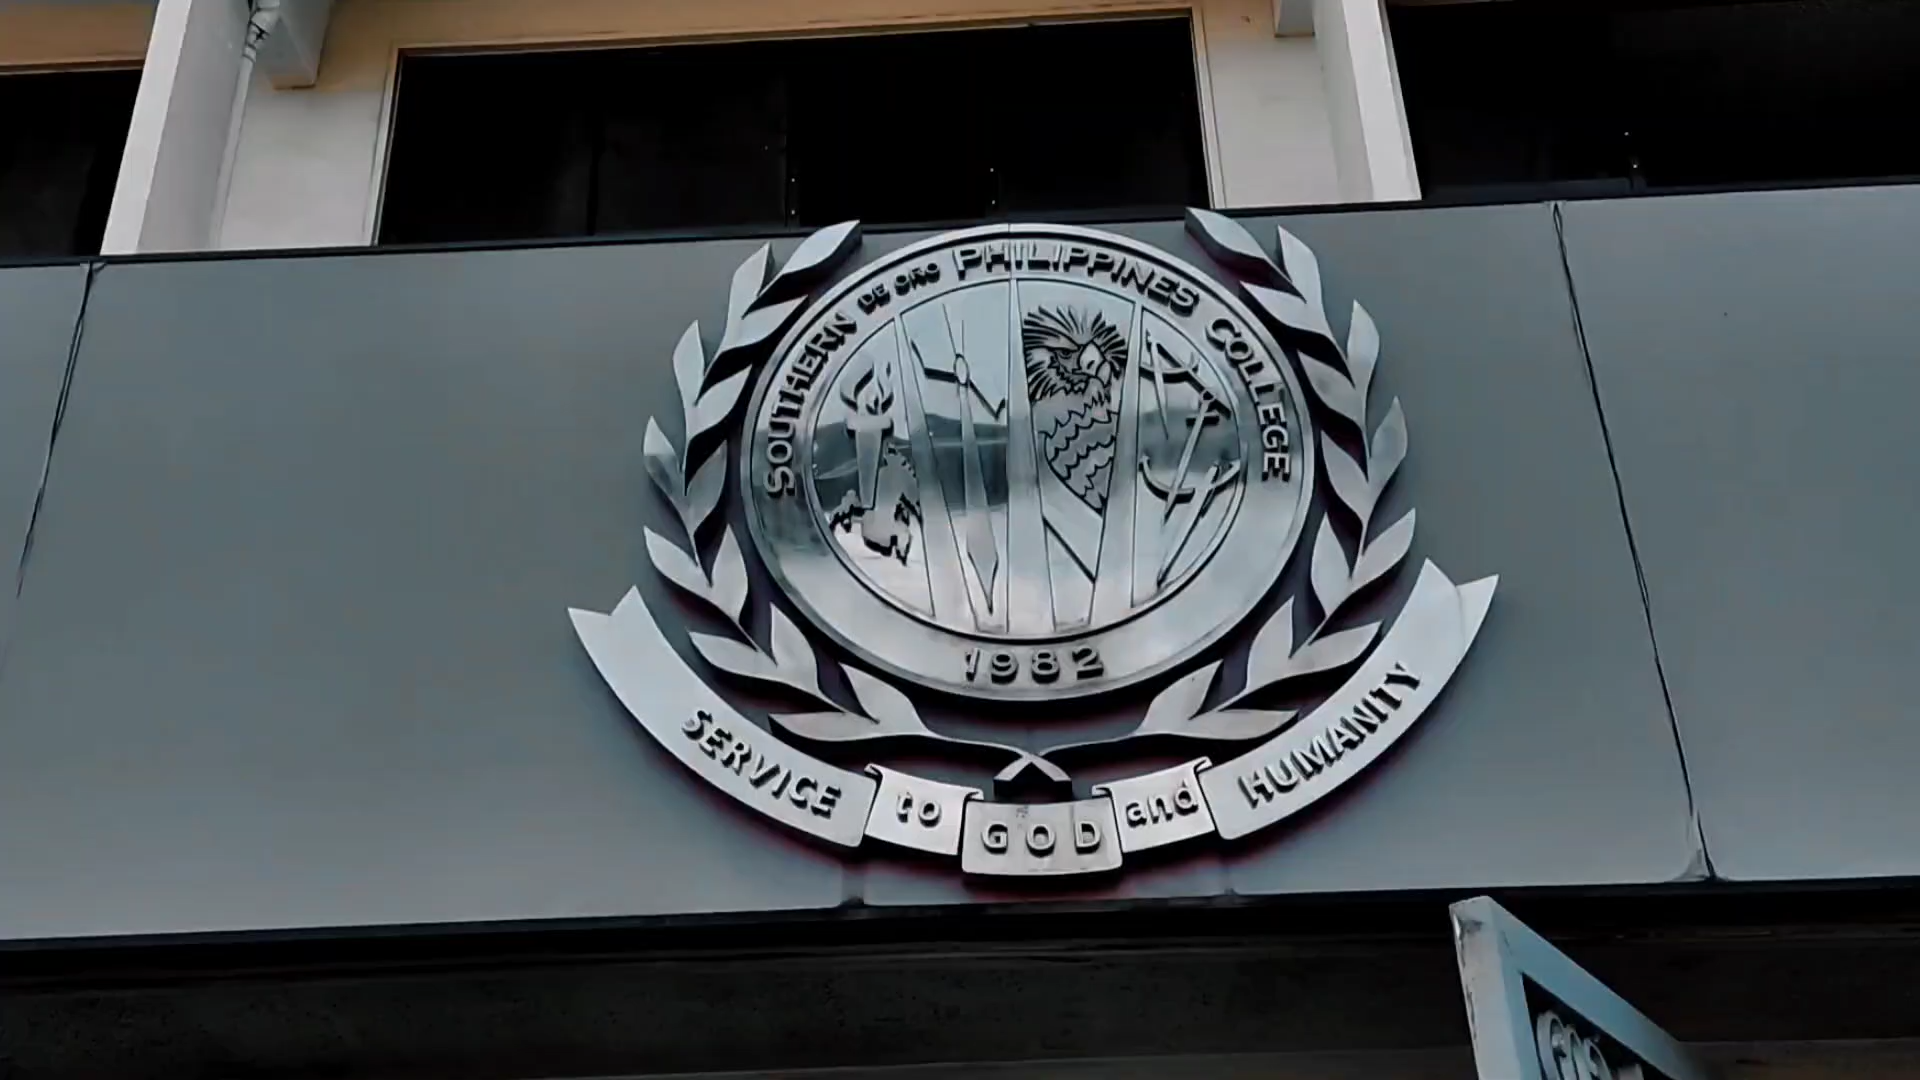 SOUTHERN DE ORO PHILIPPINES COLLEGE
1982
SERVICE to GOD and HUMANITY